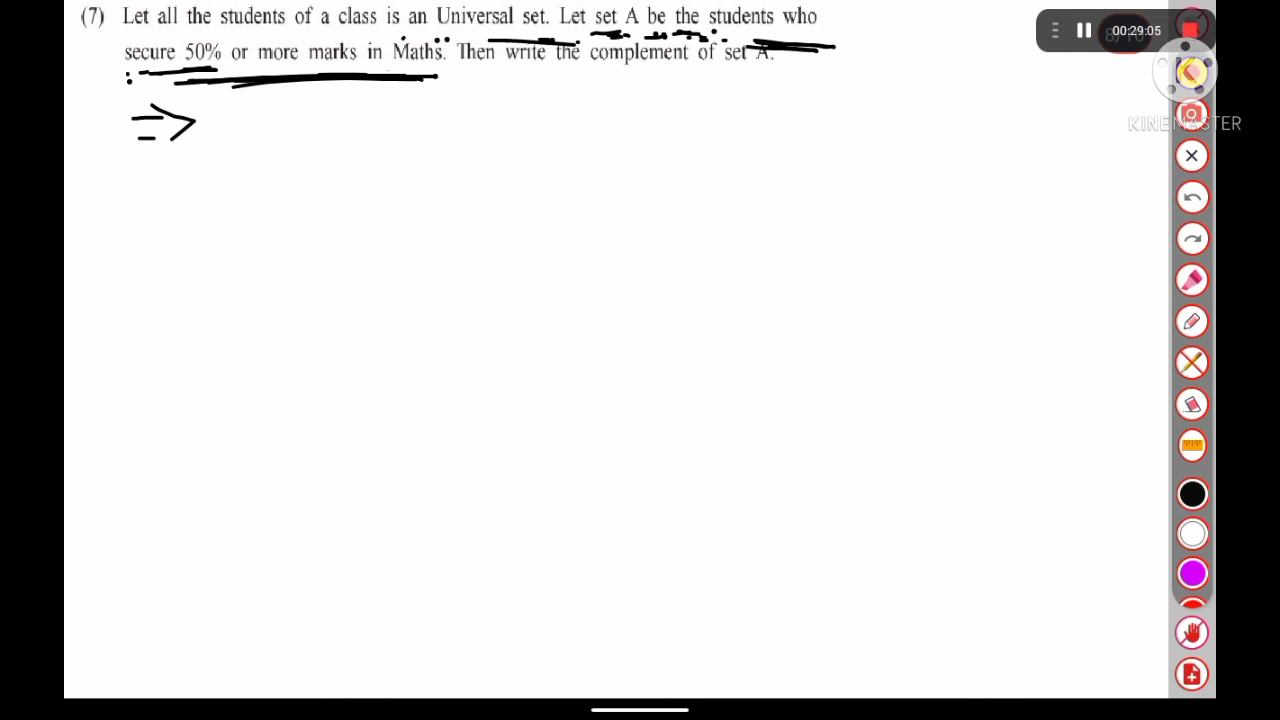 (7) Let all the students of a class is an Universal set. Let set A be the students who
secure 50% or more marks in Maths. Then write the complement of set A.
00:29:05
KINEMASTER